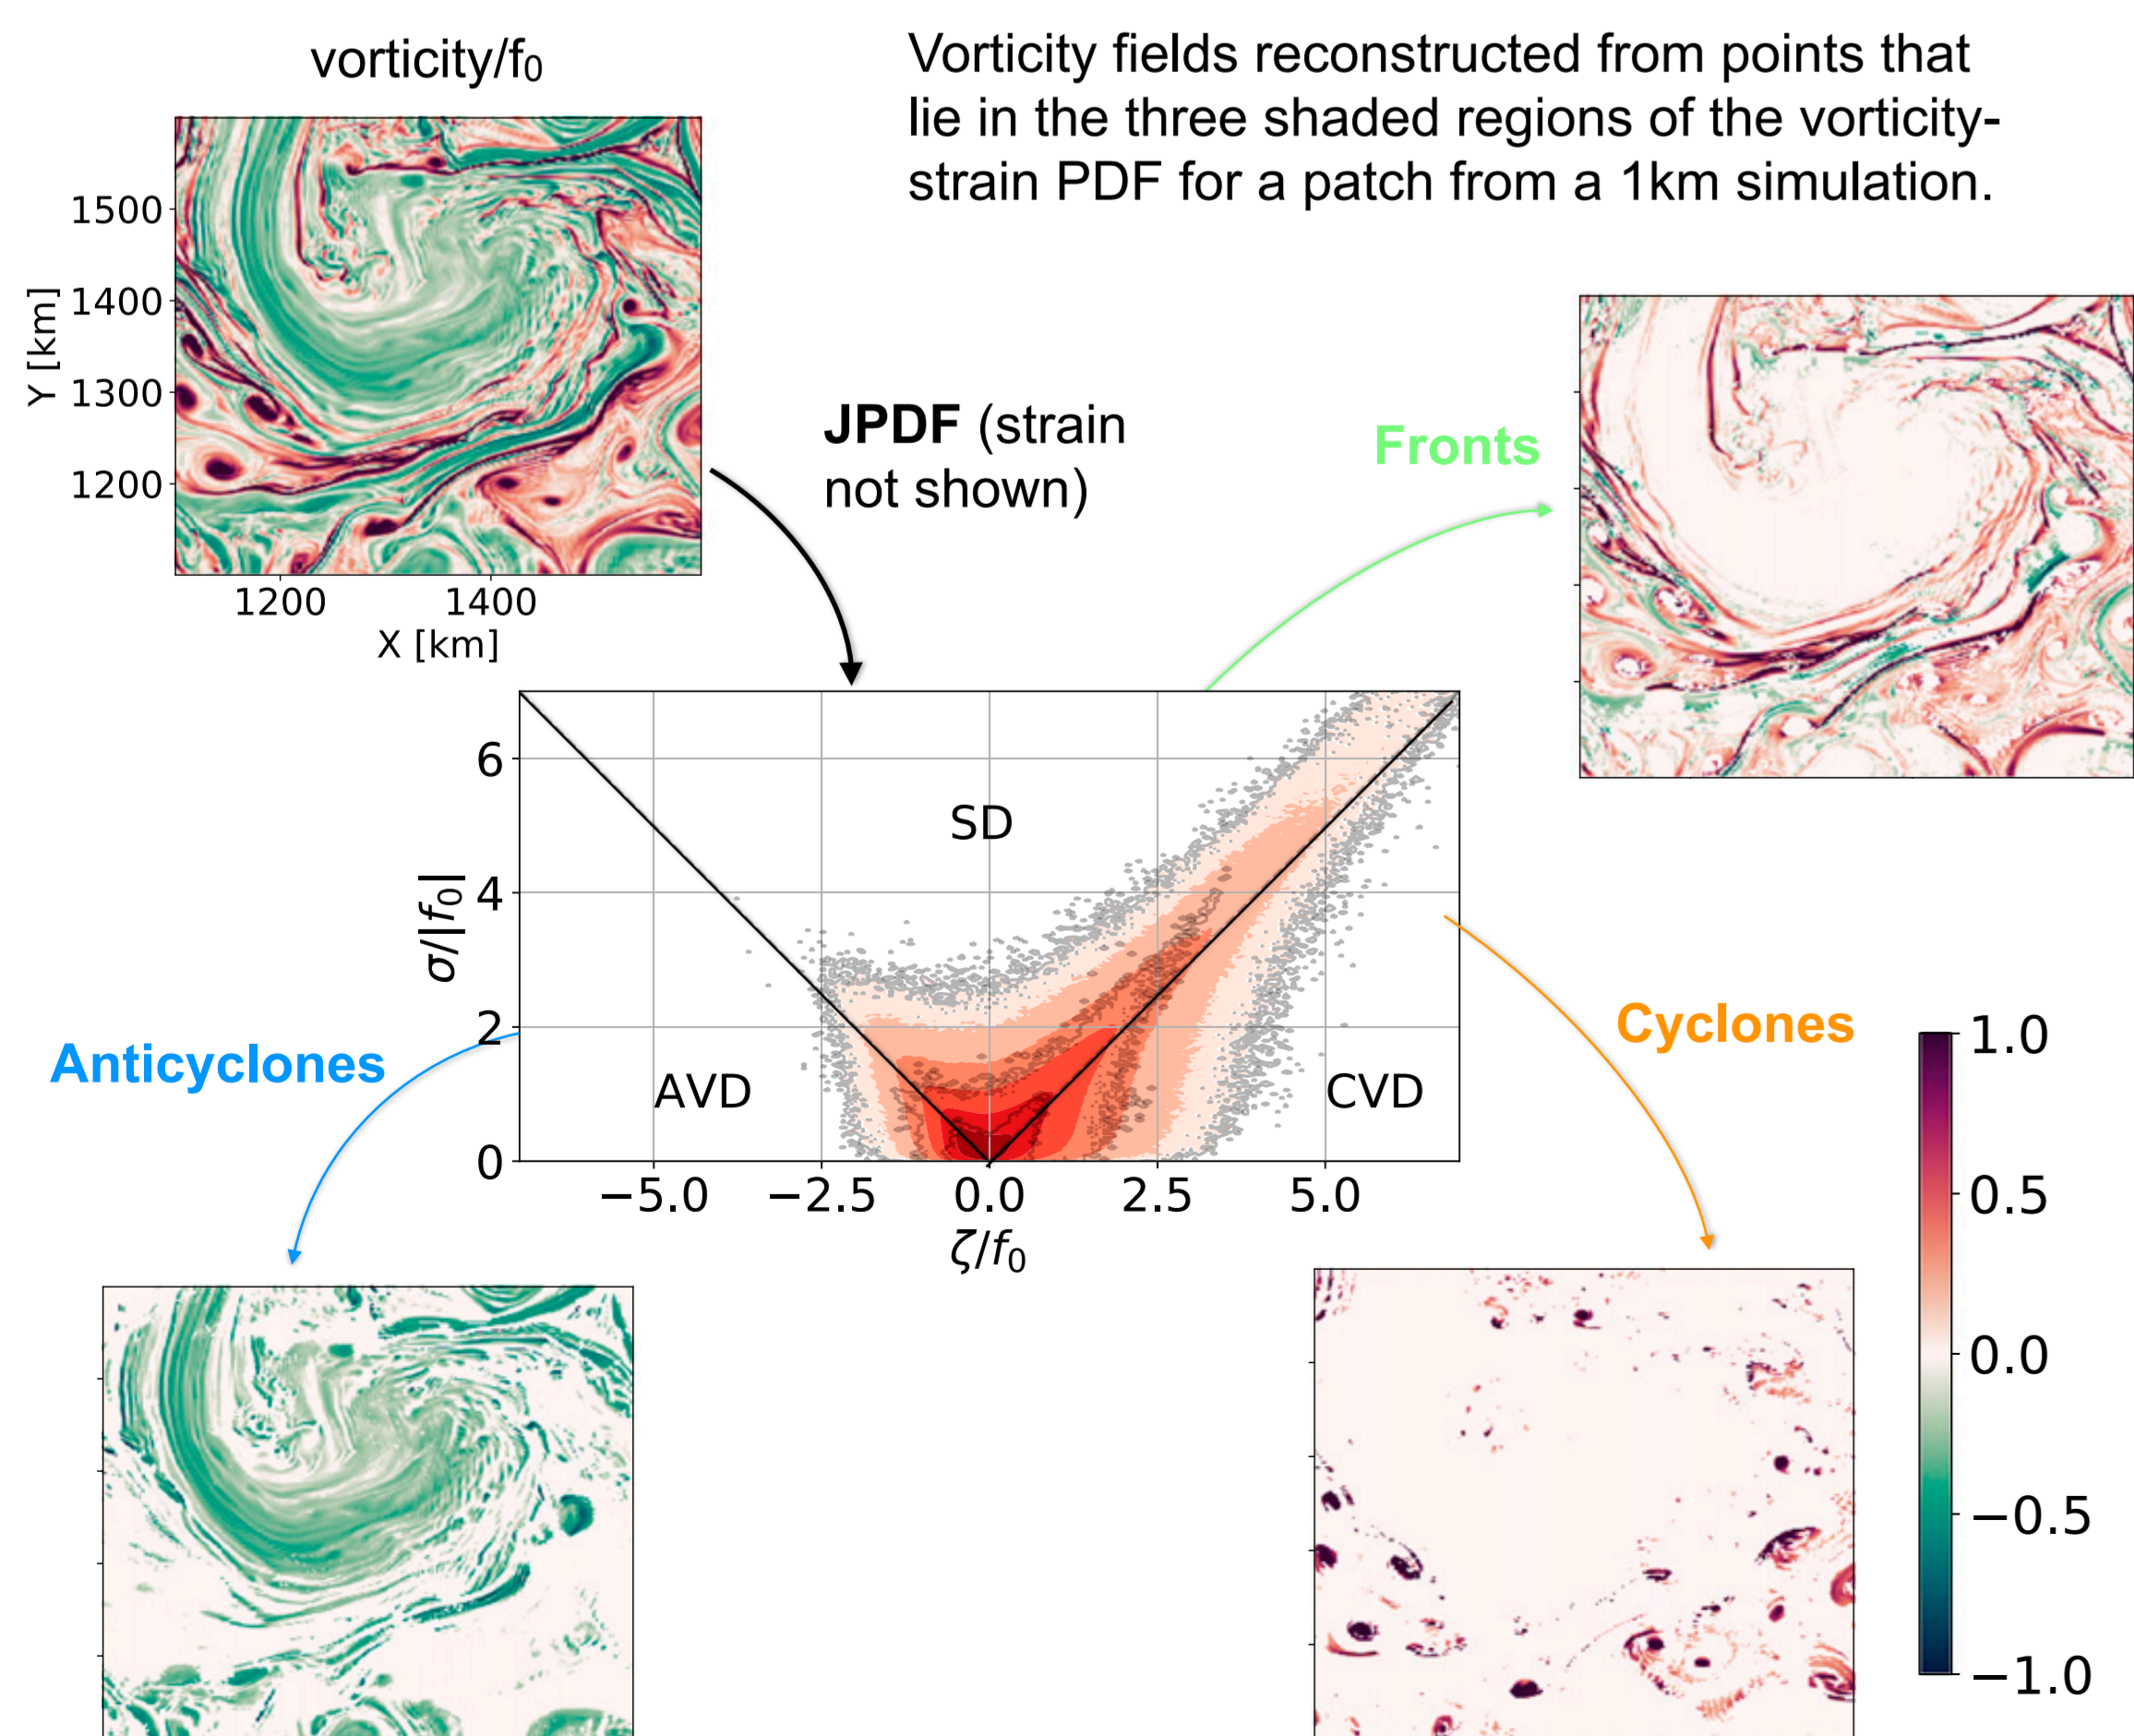 vorticity/f₀
Vorticity fields reconstructed from points that
lie in the three shaded regions of the vorticity-
strain PDF for a patch from a 1km simulation.
1500
1400
1300
1200
Y [km]
1200 1400
X [km]
JPDF (strain
not shown)
Fronts
6
4
2
0
σ/|f₀|
SD
AVD
CVD
−5.0 −2.5 0.0 2.5 5.0
ζ/f₀
Anticyclones
Cyclones
1.0
0.5
0.0
−0.5
−1.0